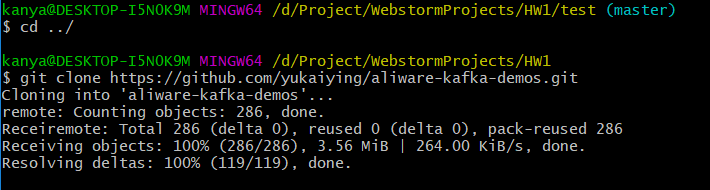 kanya@DESKTOP-I5NOK9M MINGW64 /d/Project/WebstormProjects/HW1/test (master)
$ cd ../
kanya@DESKTOP-I5NOK9M MINGW64 /d/Project/WebstormProjects/HW1
$ git clone https://github.com/yukaiying/aliware-kafka-demos.git
Cloning into 'aliware-kafka-demos'...
remote: Counting objects: 286, done.
Receiremote: Total 286 (delta 0), reused 0 (delta 0), pack-reused 286
Receiving objects: 100% (286/286), 3.56 MiB | 264.00 KiB/s, done.
Resolving deltas: 100% (119/119), done.